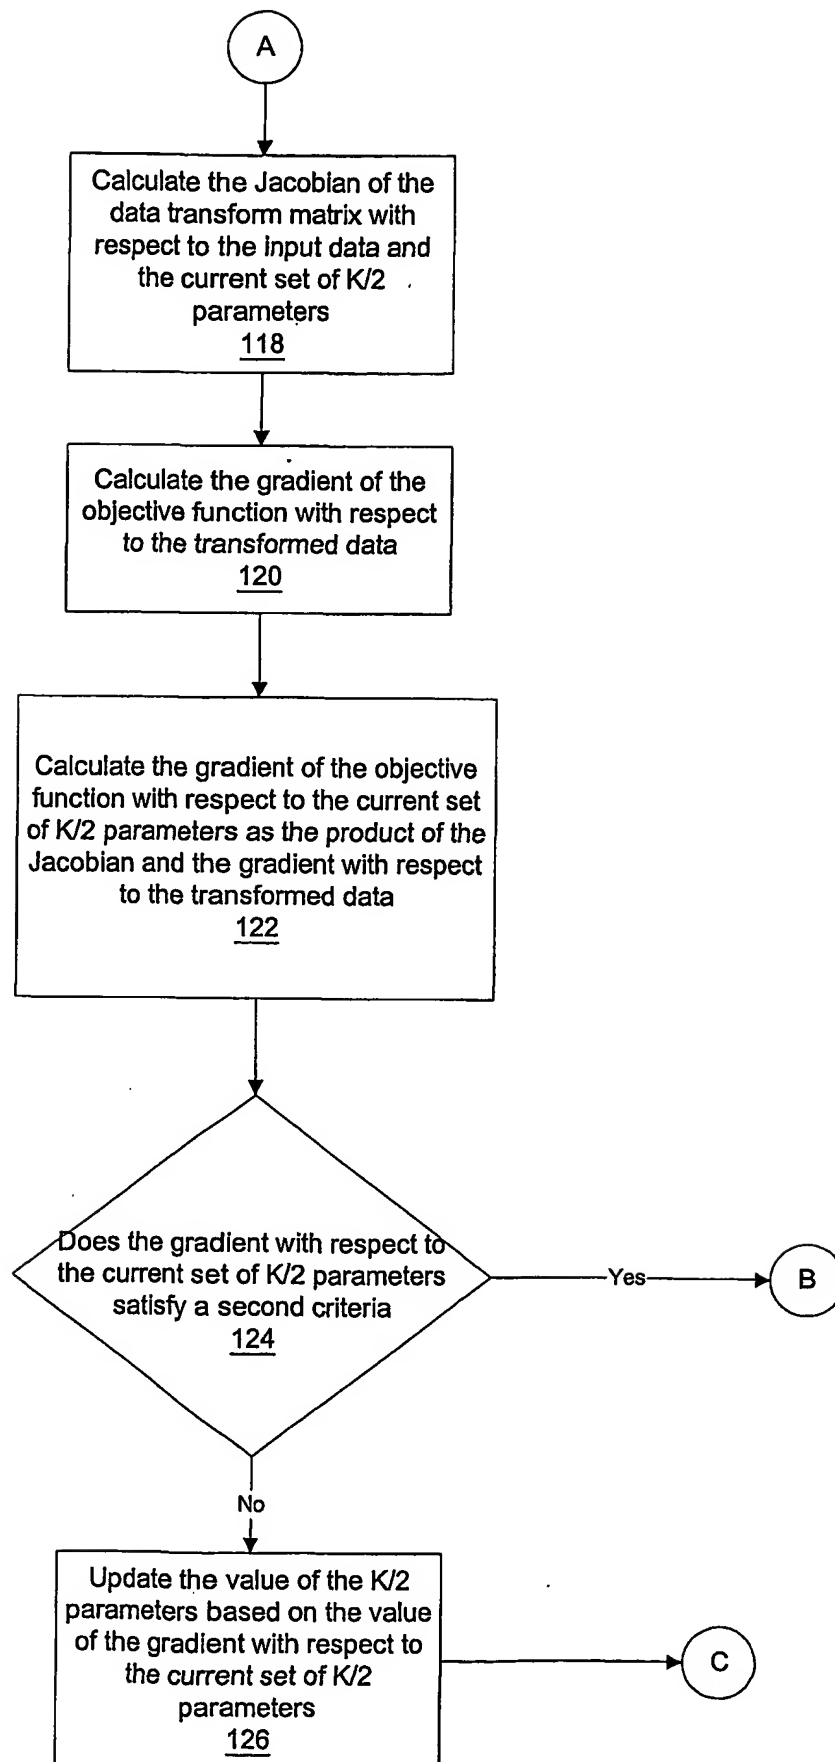 A
Calculate the Jacobian of the
data transform matrix with
respect to the input data and
the current set of K/2
parameters
118
Calculate the gradient of the
objective function with respect
to the transformed data
120
Calculate the gradient of the objective
function with respect to the current set
of K/2 parameters as the product of the
Jacobian and the gradient with respect
to the transformed data
122
Does the gradient with respect to
the current set of K/2 parameters
satisfy a second criteria
124
Yes
B
No
Update the value of the K/2
parameters based on the value
of the gradient with respect to
the current set of K/2
parameters
126
C